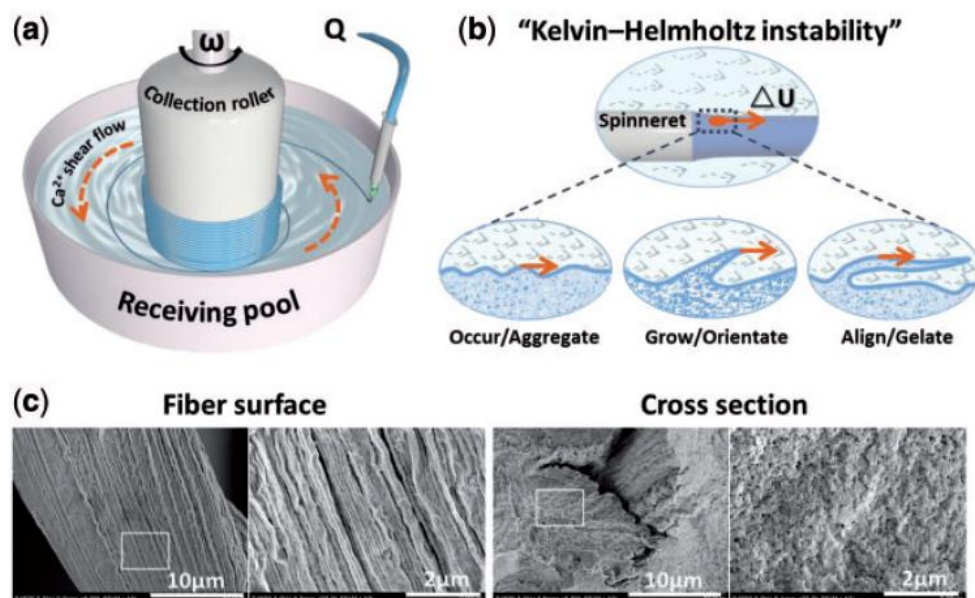 (a)
ω
Q
Collection roller
Ca²⁺ shear flow
Receiving pool
(b)
"Kelvin–Helmholtz instability"
△U
Spinneret
Occur/Aggregate
Grow/Orientate
Align/Gelate
(c)
Fiber surface
Cross section
10μm
2μm
10μm
2μm